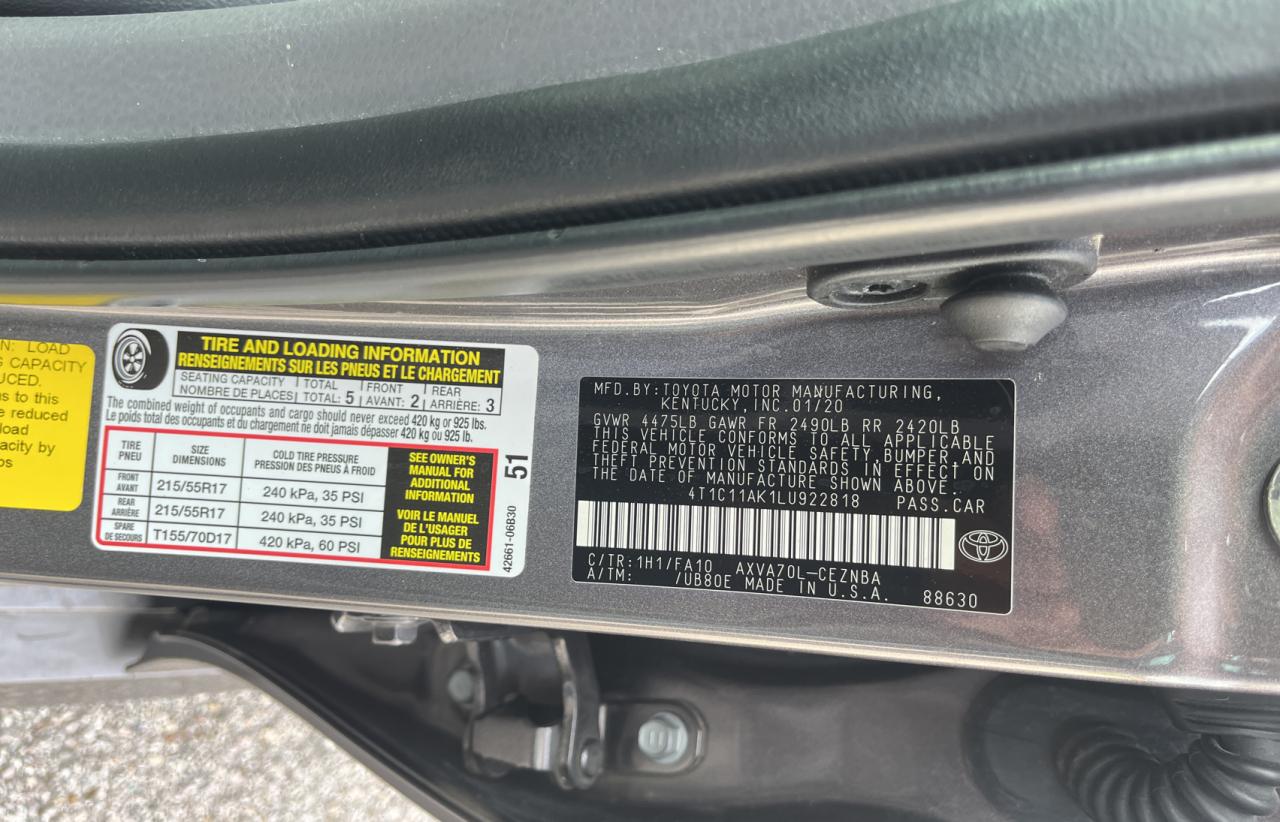 N: LOAD
G CAPACITY
UCED.
ns to this
e reduced
load
acity by
os
TIRE AND LOADING INFORMATION
RENSEIGNEMENTS SUR LES PNEUS ET LE CHARGEMENT
SEATING CAPACITY TOTAL FRONT REAR
NOMBRE DE PLACES TOTAL: 5 AVANT: 2 ARRIÈRE: 3
The combined weight of occupants and cargo should never exceed 420 kg or 925 lbs.
Le poids total des occupants et du chargement ne doit jamais dépasser 420 kg ou 925 lb.
TIRE SIZE COLD TIRE PRESSURE
PNEU DIMENSIONS PRESSION DES PNEUS À FROID
FRONT
AVANT 215/55R17 240 kPa, 35 PSI
REAR
ARRIÈRE 215/55R17 240 kPa, 35 PSI
SPARE
DE SECOURS T155/70D17 420 kPa, 60 PSI
SEE OWNER'S
MANUAL FOR
ADDITIONAL
INFORMATION
VOIR LE MANUEL
DE L'USAGER
POUR PLUS DE
RENSEIGNEMENTS
51
42661-06B30
MFD.BY:TOYOTA MOTOR MANUFACTURING,
KENTUCKY, INC.01/20
GVWR 4475LB GAWR FR 2490LB RR 2420LB
THIS VEHICLE CONFORMS TO ALL APPLICABLE
FEDERAL MOTOR VEHICLE SAFETY,BUMPER,AND
THEFT PREVENTION STANDARDS IN EFFECT ON
THE DATE OF MANUFACTURE SHOWN ABOVE.
4T1C11AK1LU922818 PASS.CAR
C/TR:1H1/FA10 AXVA70L-CEZNBA
A/TM: /UB80E MADE IN U.S.A. 88630